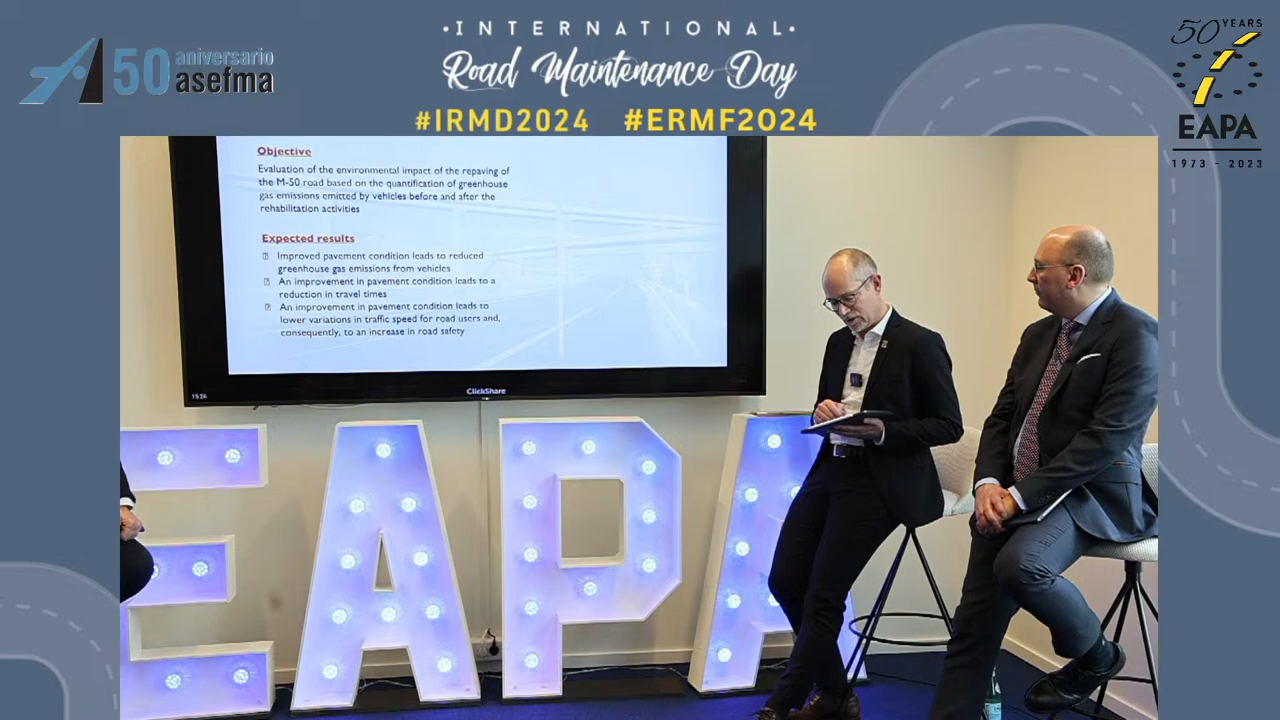 ·INTERNATIONAL·
Road Maintenance Day
#IRMD2024 #ERMF2024
50 aniversario
asefma
50 YEARS
EAPA
1973 - 2023
Objective
Evaluation of the environmental impact of the repaving of
the M-50 road based on the quantification of greenhouse
gas emissions emitted by vehicles before and after the
rehabilitation activities
Expected results
Improved pavement condition leads to reduced
greenhouse gas emissions from vehicles
An improvement in pavement condition leads to a
reduction in travel times
An improvement in pavement condition leads to
lower variations in traffic speed for road users and,
consequently, to an increase in road safety
15:26
ClickShare
EAPA